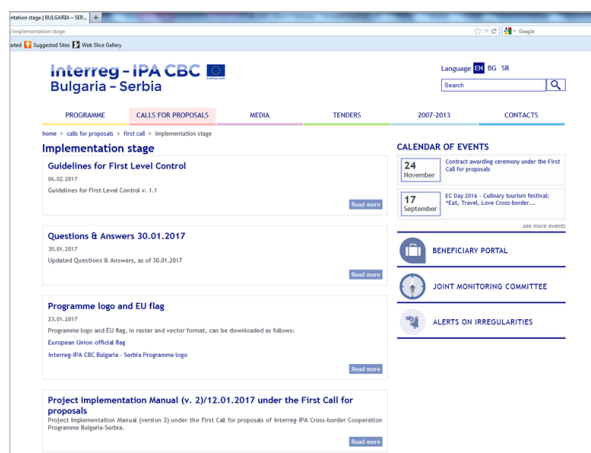 ntation stage | BULGARIA – SER...
/implementation-stage
Google
Suggested Sites Web Slice Gallery
Interreg - IPA CBC
Bulgaria – Serbia
Language EN BG SR
Search
PROGRAMME CALLS FOR PROPOSALS MEDIA TENDERS 2007-2013 CONTACTS
home > calls for proposals > first call > implementation stage
Implementation stage
Guidelines for First Level Control
06.02.2017
Guidelines for First Level Control v. 1.1
Read more
Questions & Answers 30.01.2017
30.01.2017
Updated Questions & Answers, as of 30.01.2017
Read more
Programme logo and EU flag
23.01.2017
Programme logo and EU flag, in raster and vector format, can be downloaded as follows:
European Union official flag
Interreg-IPA CBC Bulgaria - Serbia Programme logo
Read more
Project Implementation Manual (v. 2)/12.01.2017 under the First Call for
proposals
Project Implementation Manual (version 2) under the First Call for proposals of Interreg-IPA Cross-border Cooperation
Programme Bulgaria-Serbia.
Read more
CALENDAR OF EVENTS
24
November
Contract awarding ceremony under the First
Call for proposals
17
September
EC Day 2016 - Culinary tourism festival:
"Eat, Travel, Love Cross-border...
see more events
BENEFICIARY PORTAL
JOINT MONITORING COMMITTEE
ALERTS ON IRREGULARITIES